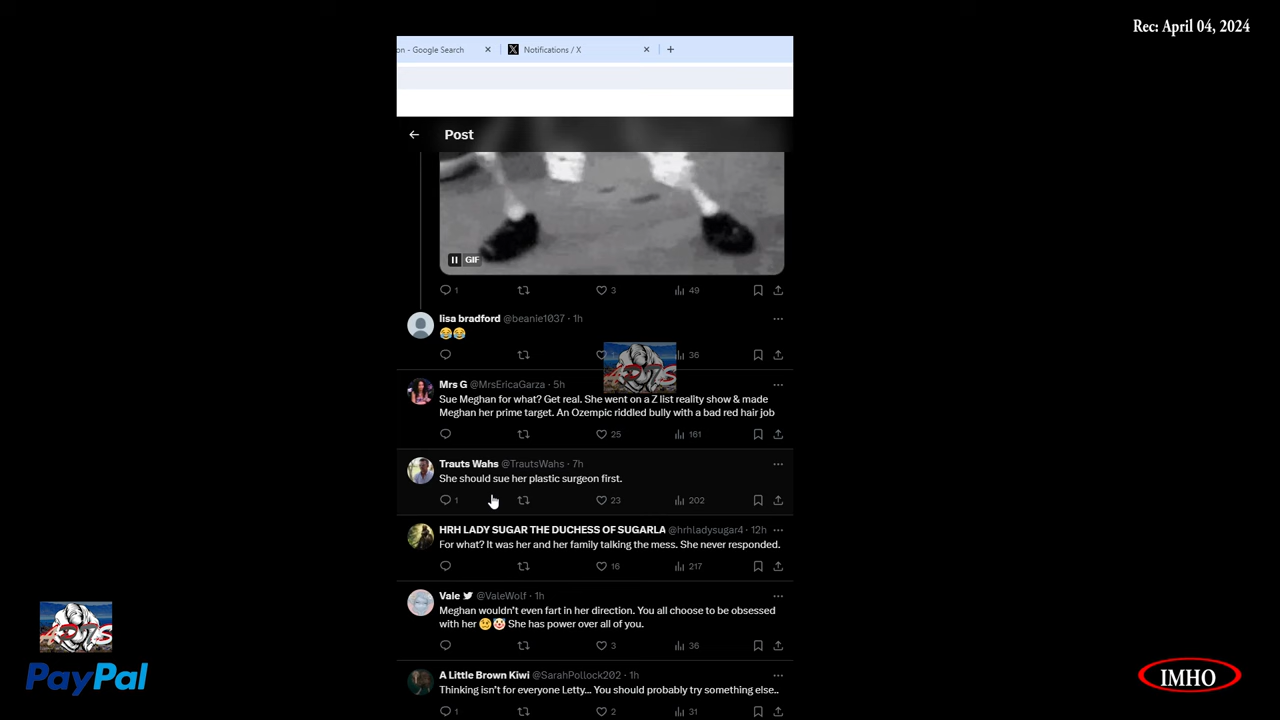 Rec: April 04, 2024
on - Google Search
Notifications / X
Post
GIF
1 3 49
lisa bradford @beanie1037 · 1h
😂😂
1 36
Mrs G @MrsEricaGarza · 5h
Sue Meghan for what? Get real. She went on a Z list reality show & made
Meghan her prime target. An Ozempic riddled bully with a bad red hair job
25 161
Trauts Wahs @TrautsWahs · 7h
She should sue her plastic surgeon first.
1 23 202
HRH LADY SUGAR THE DUCHESS OF SUGARLA @hrhladysugar4 · 12h
For what? It was her and her family talking the mess. She never responded.
16 217
Vale @ValeWolf · 1h
Meghan wouldn't even fart in her direction. You all choose to be obsessed
with her 🥴🤡 She has power over all of you.
3 36
A Little Brown Kiwi @SarahPollock202 · 1h
Thinking isn't for everyone Letty... You should probably try something else..
1 2 31
PayPal
IMHO